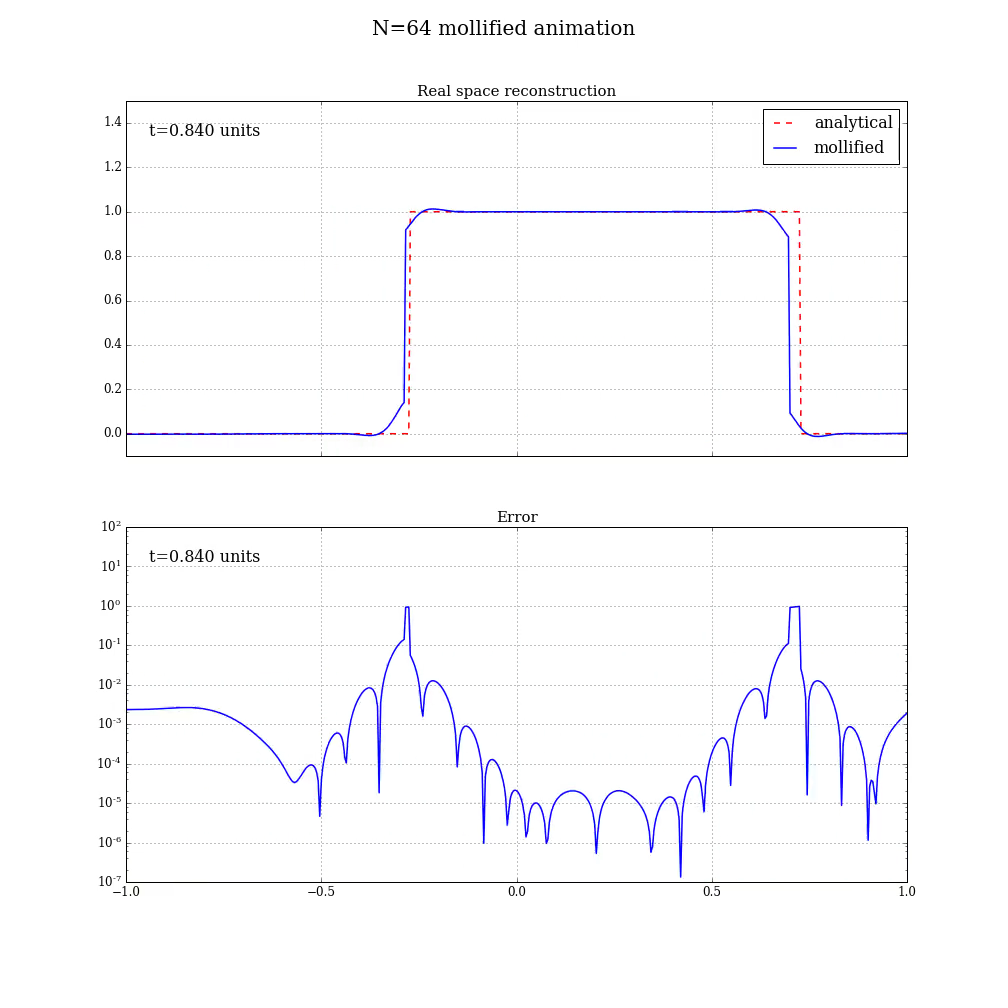 N=64 mollified animation
Real space reconstruction
t=0.840 units
analytical
mollified
1.4
1.2
1.0
0.8
0.6
0.4
0.2
0.0
Error
t=0.840 units
10²
10¹
10⁰
10⁻¹
10⁻²
10⁻³
10⁻⁴
10⁻⁵
10⁻⁶
10⁻⁷
−1.0 −0.5 0.0 0.5 1.0